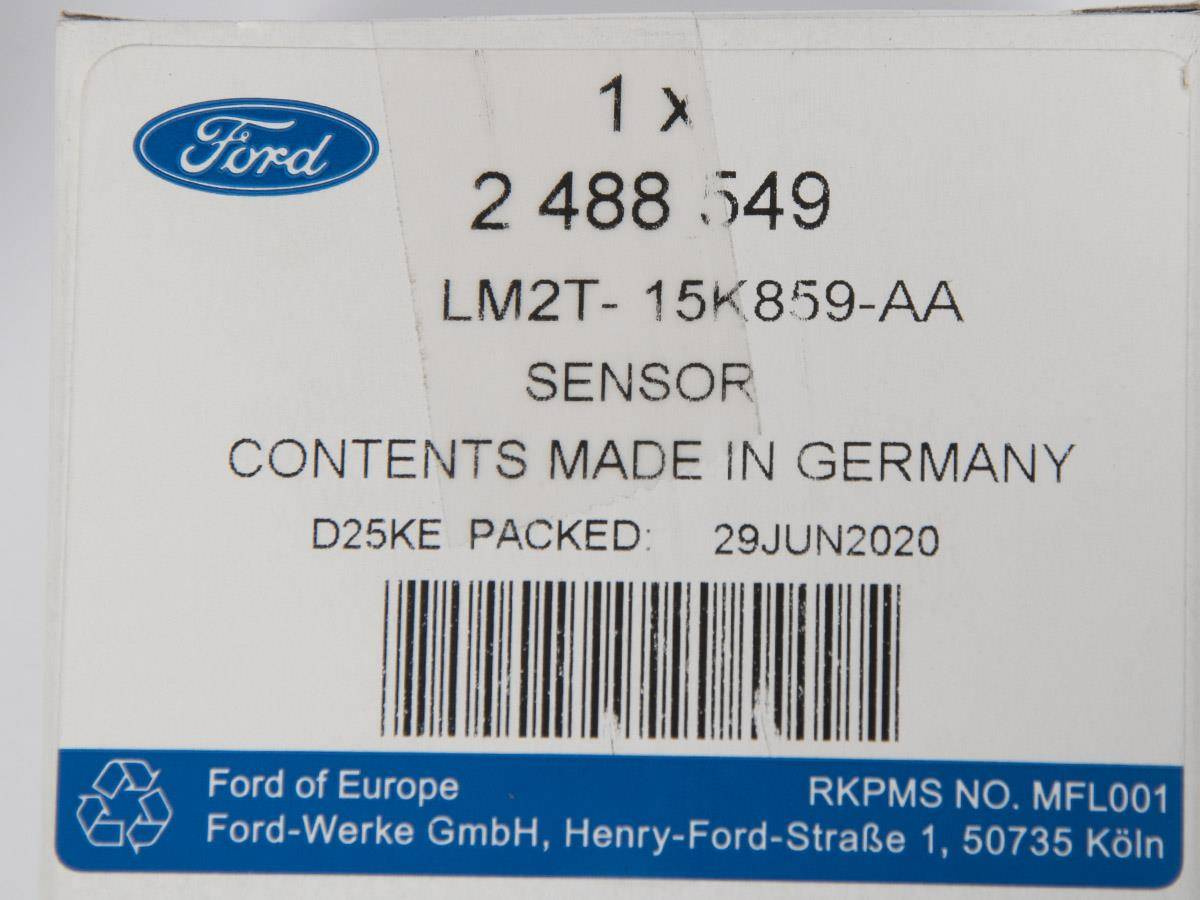 Ford
1 x
2 488 549
LM2T- 15K859-AA
SENSOR
CONTENTS MADE IN GERMANY
D25KE PACKED: 29JUN2020
Ford of Europe RKPMS NO. MFL001
Ford-Werke GmbH, Henry-Ford-Straße 1, 50735 Köln